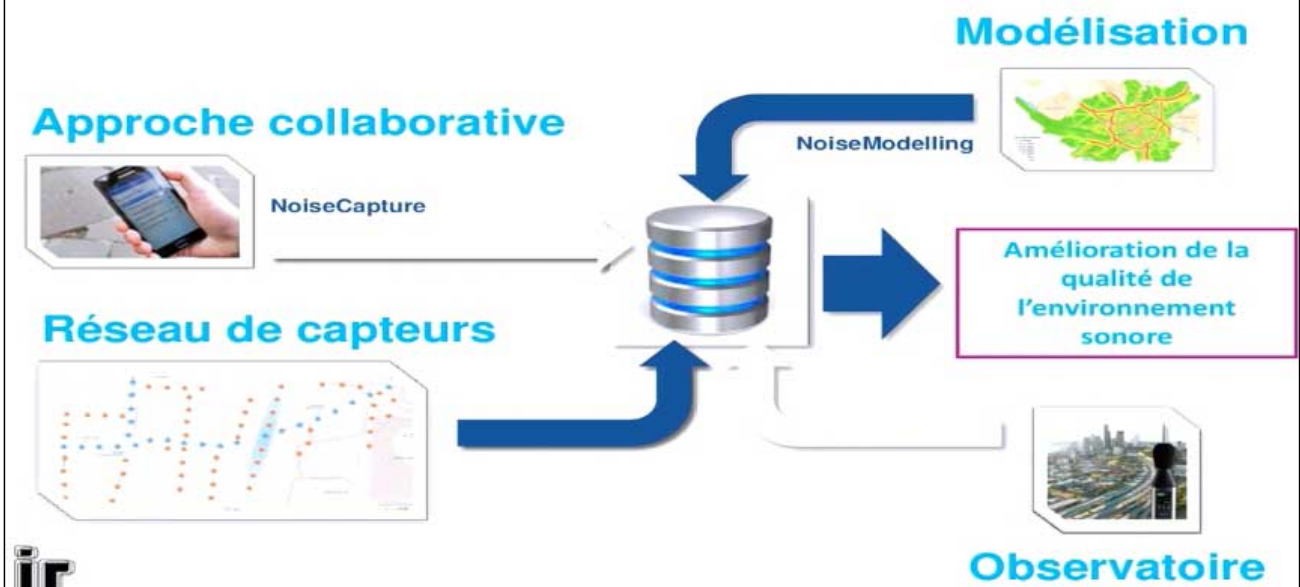 Modélisation
Approche collaborative
NoiseModelling
NoiseCapture
Amélioration de la
qualité de
l'environnement
sonore
Réseau de capteurs
Observatoire